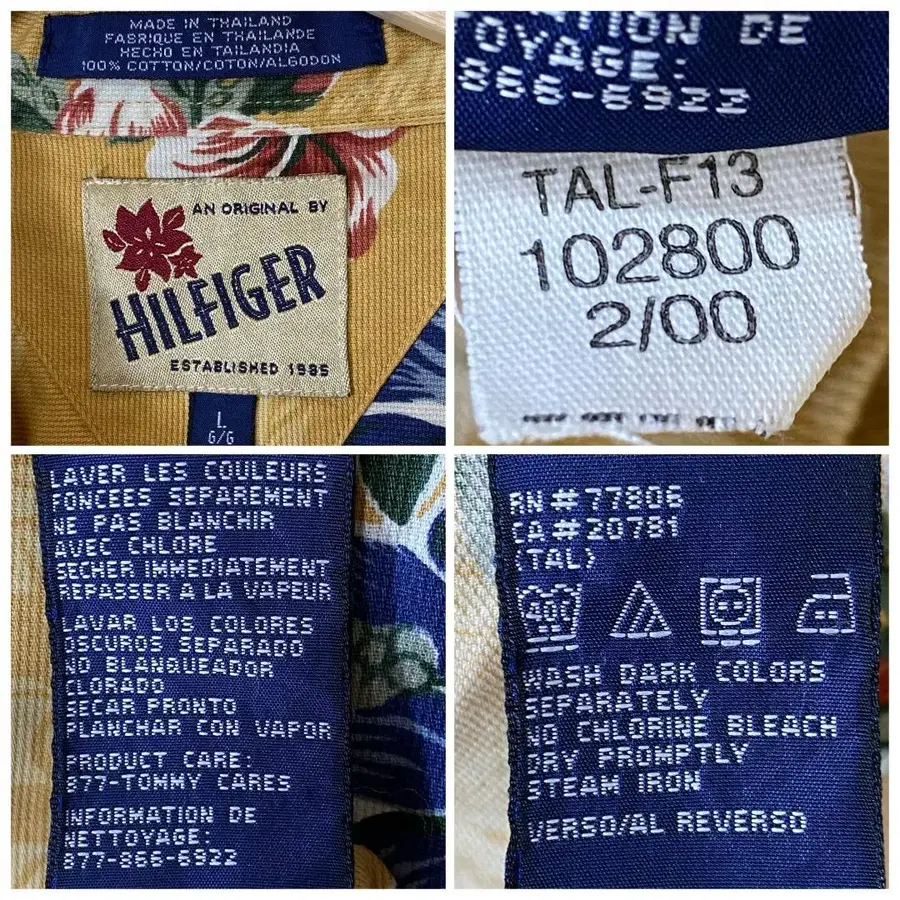 MADE IN THAILAND
FABRIQUE EN THAILANDE
HECHO EN TAILANDIA
100% COTTON/COTON/ALGODON
AN ORIGINAL BY
HILFIGER
ESTABLISHED 1985
L
G/G
DE
OYAGE:
866-6922
TAL-F13
102800
2/00
LAVER LES COULEURS
FONCEES SEPAREMENT
NE PAS BLANCHIR
AVEC CHLORE
SECHER IMMEDIATEMENT
REPASSER A LA VAPEUR
LAVAR LOS COLORES
OSCUROS SEPARADO
NO BLANQUEADOR
CLORADO
SECAR PRONTO
PLANCHAR CON VAPOR
PRODUCT CARE:
877-TOMMY CARES
INFORMATION DE
NETTOYAGE:
877-866-6922
RN #77806
CA #20781
(TAL)
40C
WASH DARK COLORS
SEPARATELY
NO CHLORINE BLEACH
DRY PROMPTLY
STEAM IRON
VERSO/AL REVERSO